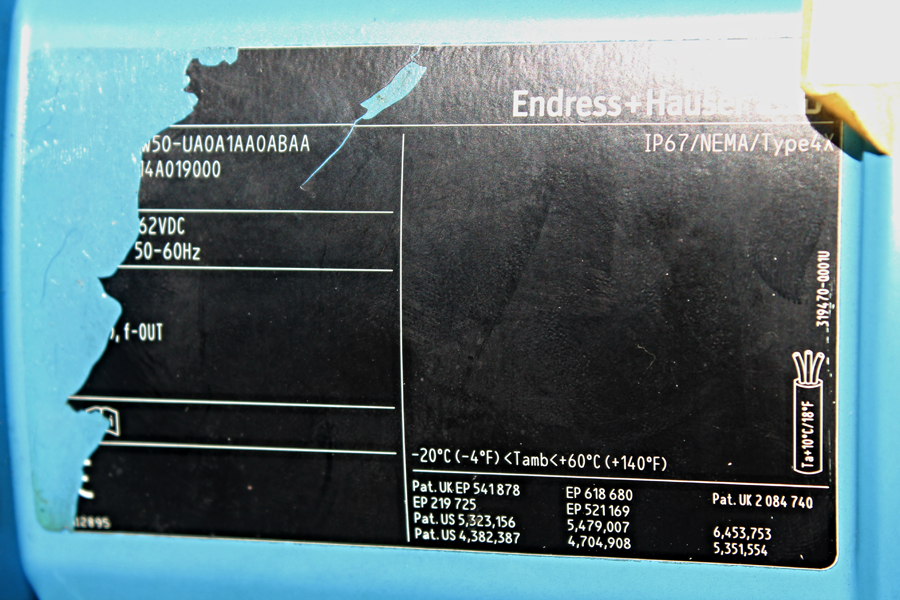 Endress+Hauser
W50-UA0A1AA0ABAA
IP67/NEMA/Type4X
14A019000
62VDC
50-60Hz
), f-OUT
319470-0001U
Ta+10°C/18°F
-20°C (-4°F) <Tamb<+60°C (+140°F)
Pat. UK EP 541 878 EP 618 680 Pat. UK 2 084 740
EP 219 725 EP 521 169
Pat. US 5,323,156 5,479,007 6,453,753
Pat. US 4,382,387 4,704,908 5,351,554
12895